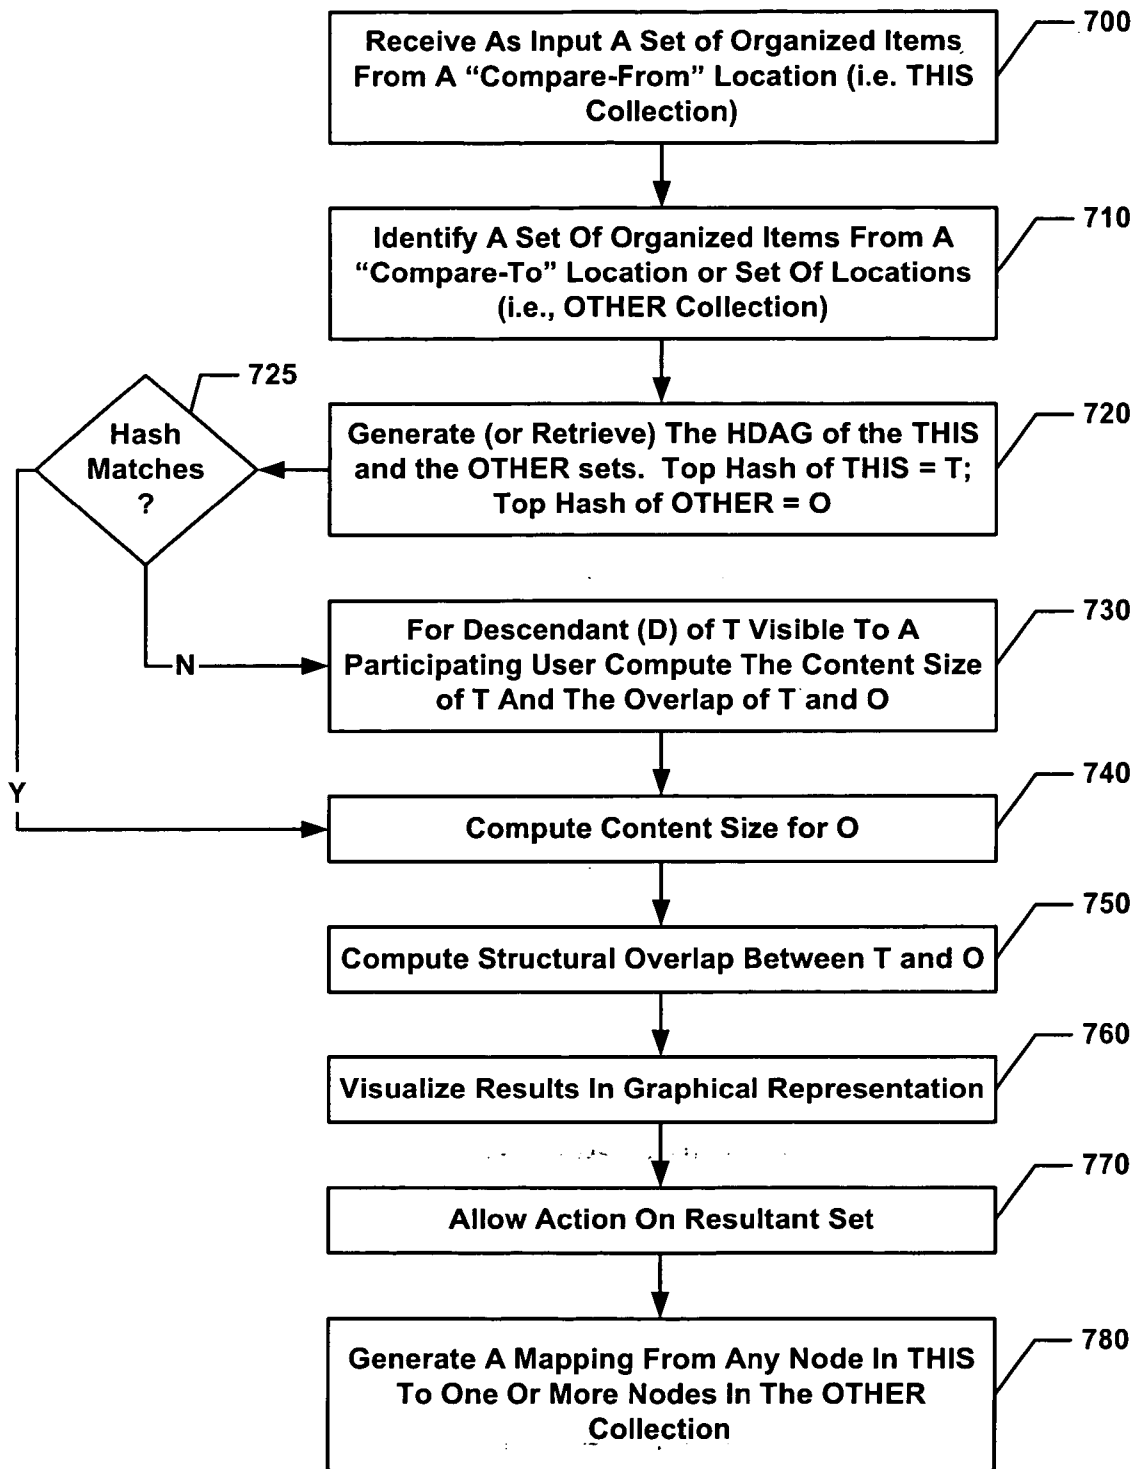 700
Receive As Input A Set of Organized Items
From A “Compare-From” Location (i.e. THIS
Collection)
710
Identify A Set Of Organized Items From A
“Compare-To” Location or Set Of Locations
(i.e., OTHER Collection)
725
Hash
Matches
?
720
Generate (or Retrieve) The HDAG of the THIS
and the OTHER sets. Top Hash of THIS = T;
Top Hash of OTHER = O
730
For Descendant (D) of T Visible To A
Participating User Compute The Content Size
of T And The Overlap of T and O
N
Y
740
Compute Content Size for O
750
Compute Structural Overlap Between T and O
760
Visualize Results In Graphical Representation
770
Allow Action On Resultant Set
780
Generate A Mapping From Any Node In THIS
To One Or More Nodes In The OTHER
Collection